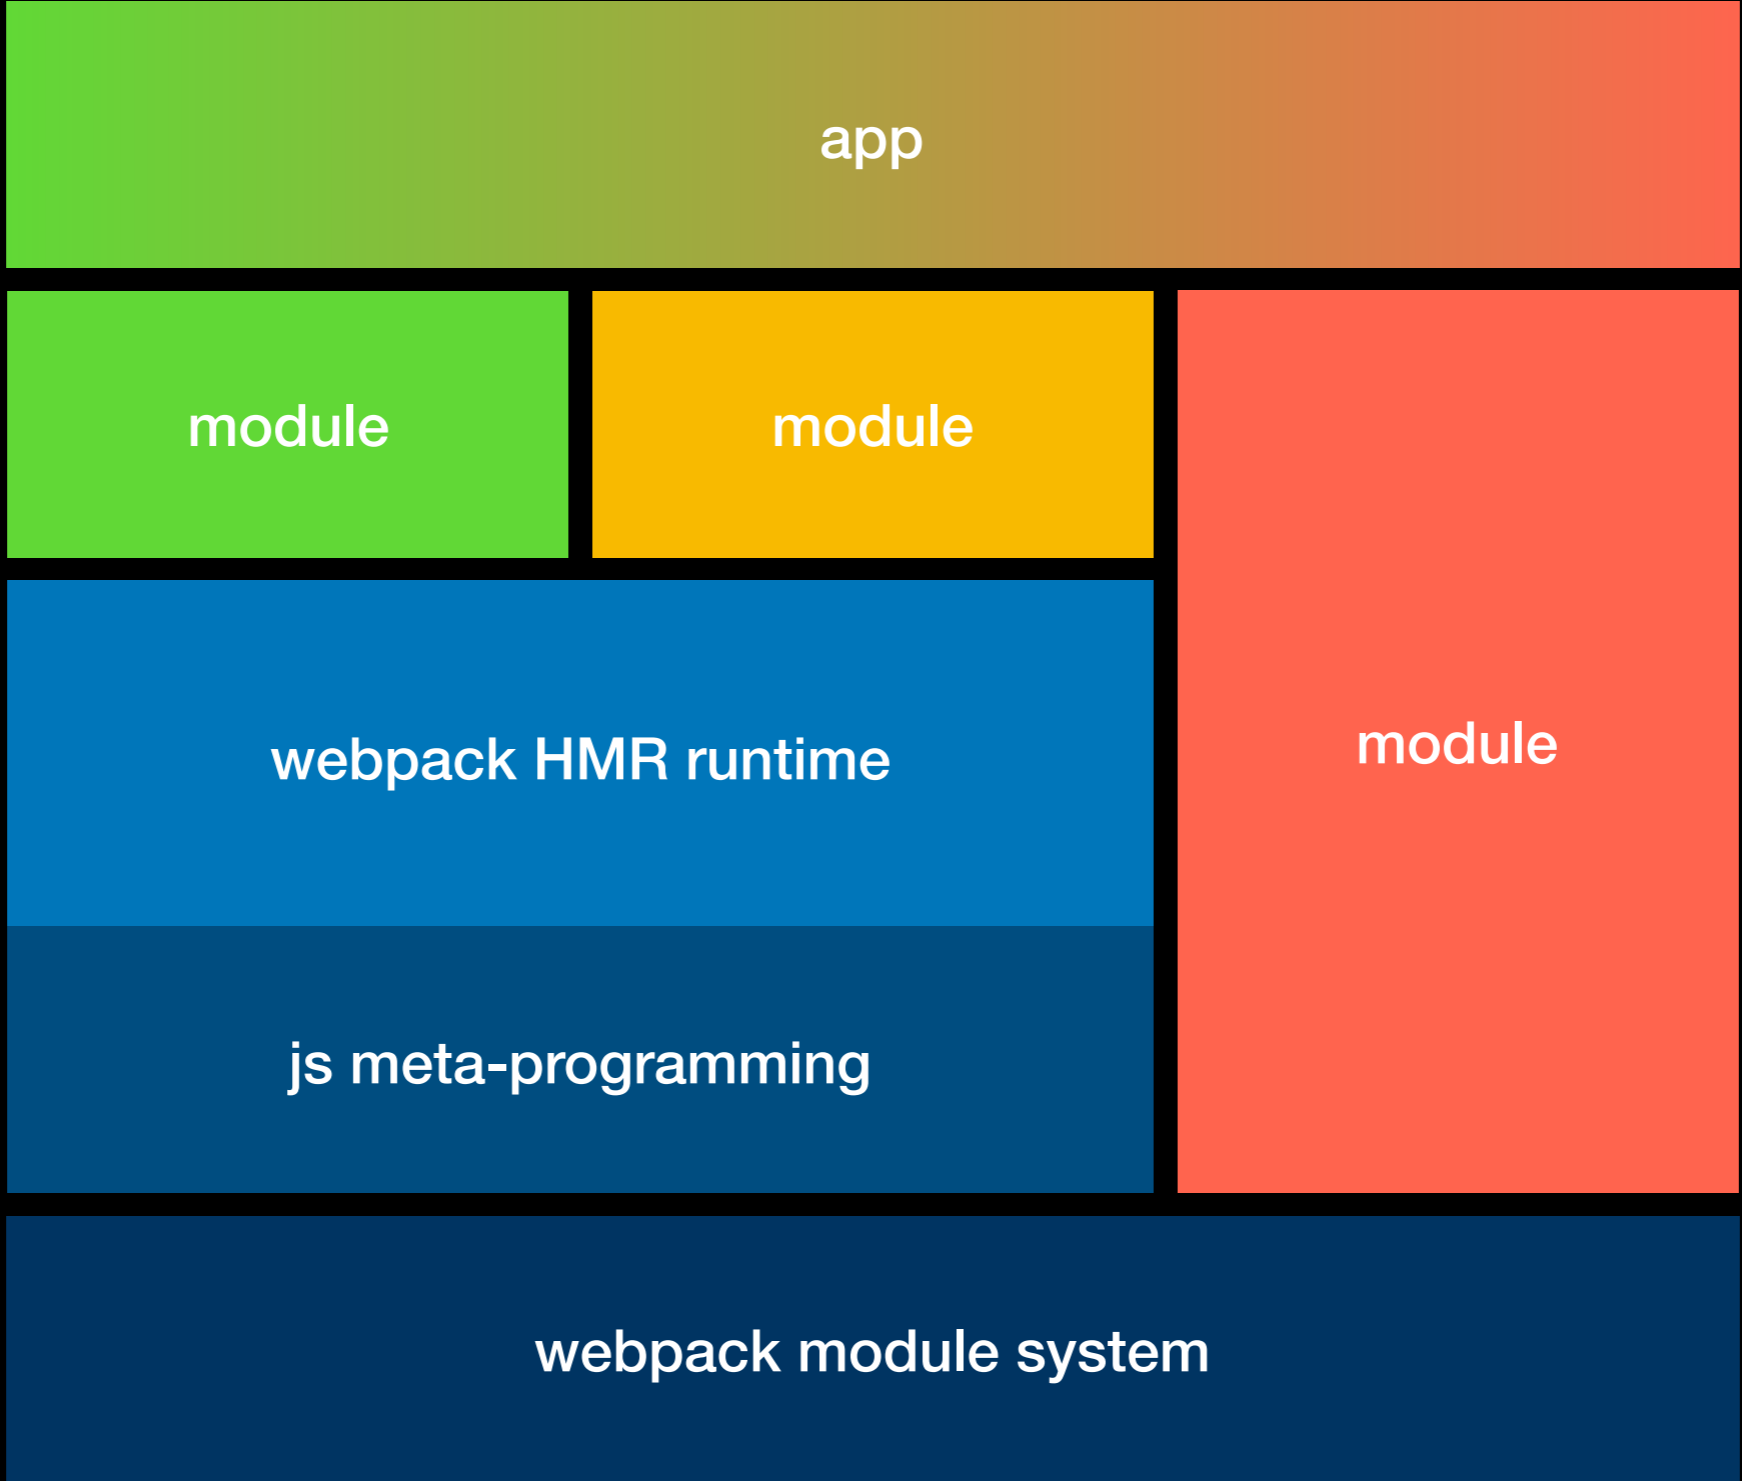 app
module
module
module
webpack HMR runtime
js meta-programming
webpack module system